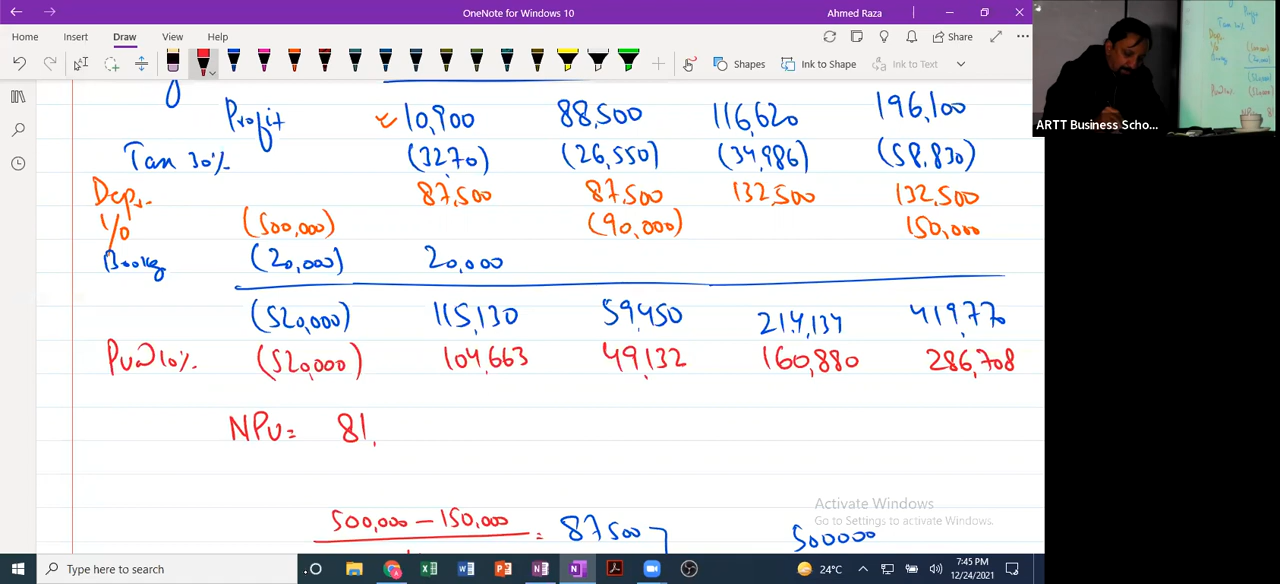 OneNote for Windows 10
Ahmed Raza
Home Insert Draw View Help
Share
Shapes Ink to Shape Ink to Text
Profit 10,900 88,500 116,620 196,100
Tax 30% (3270) (26,550) (34,986) (58,830)
Depr. 87,500 87,500 132,500 132,500
I/O (500,000) (90,000) 150,000
(20,000) 20,000
(520,000) 115,130 59,450 214,134 419,770
PV@10% (520,000) 104,663 49,132 160,880 286,708
NPV= 81,
500,000 - 150,000 = 87500
500000
Activate Windows
Go to Settings to activate Windows.
ARTT Business Scho...
Type here to search
24°C
7:45 PM
12/24/2021